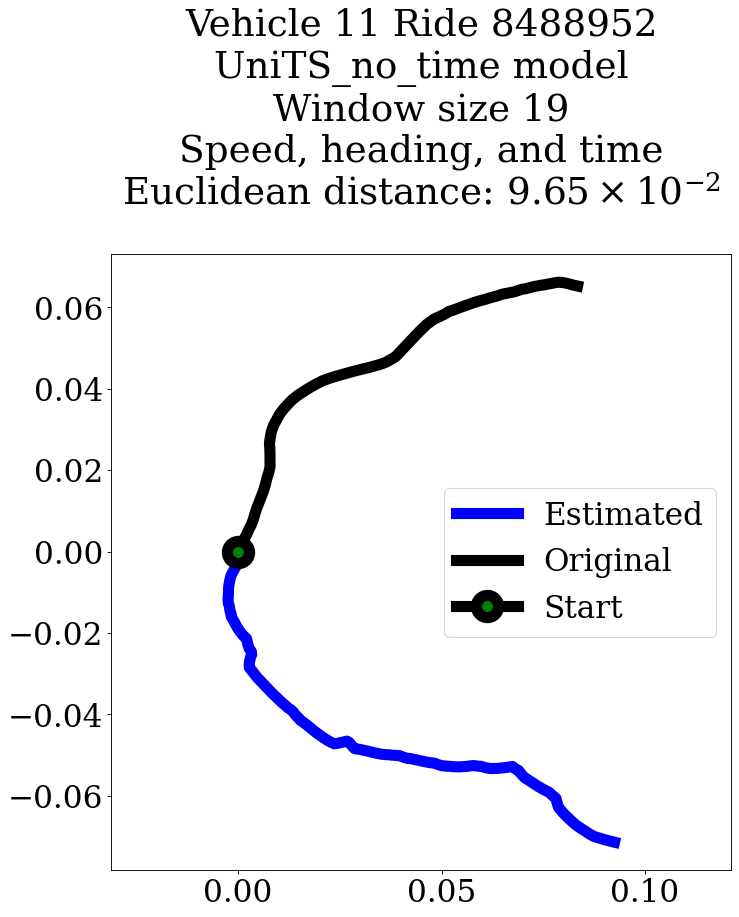 Vehicle 11 Ride 8488952
UniTS_no_time model
Window size 19
Speed, heading, and time
Euclidean distance: 9.65 × 10⁻²
0.06
0.04
0.02
0.00
−0.02
−0.04
−0.06
Estimated
Original
Start
0.00 0.05 0.10